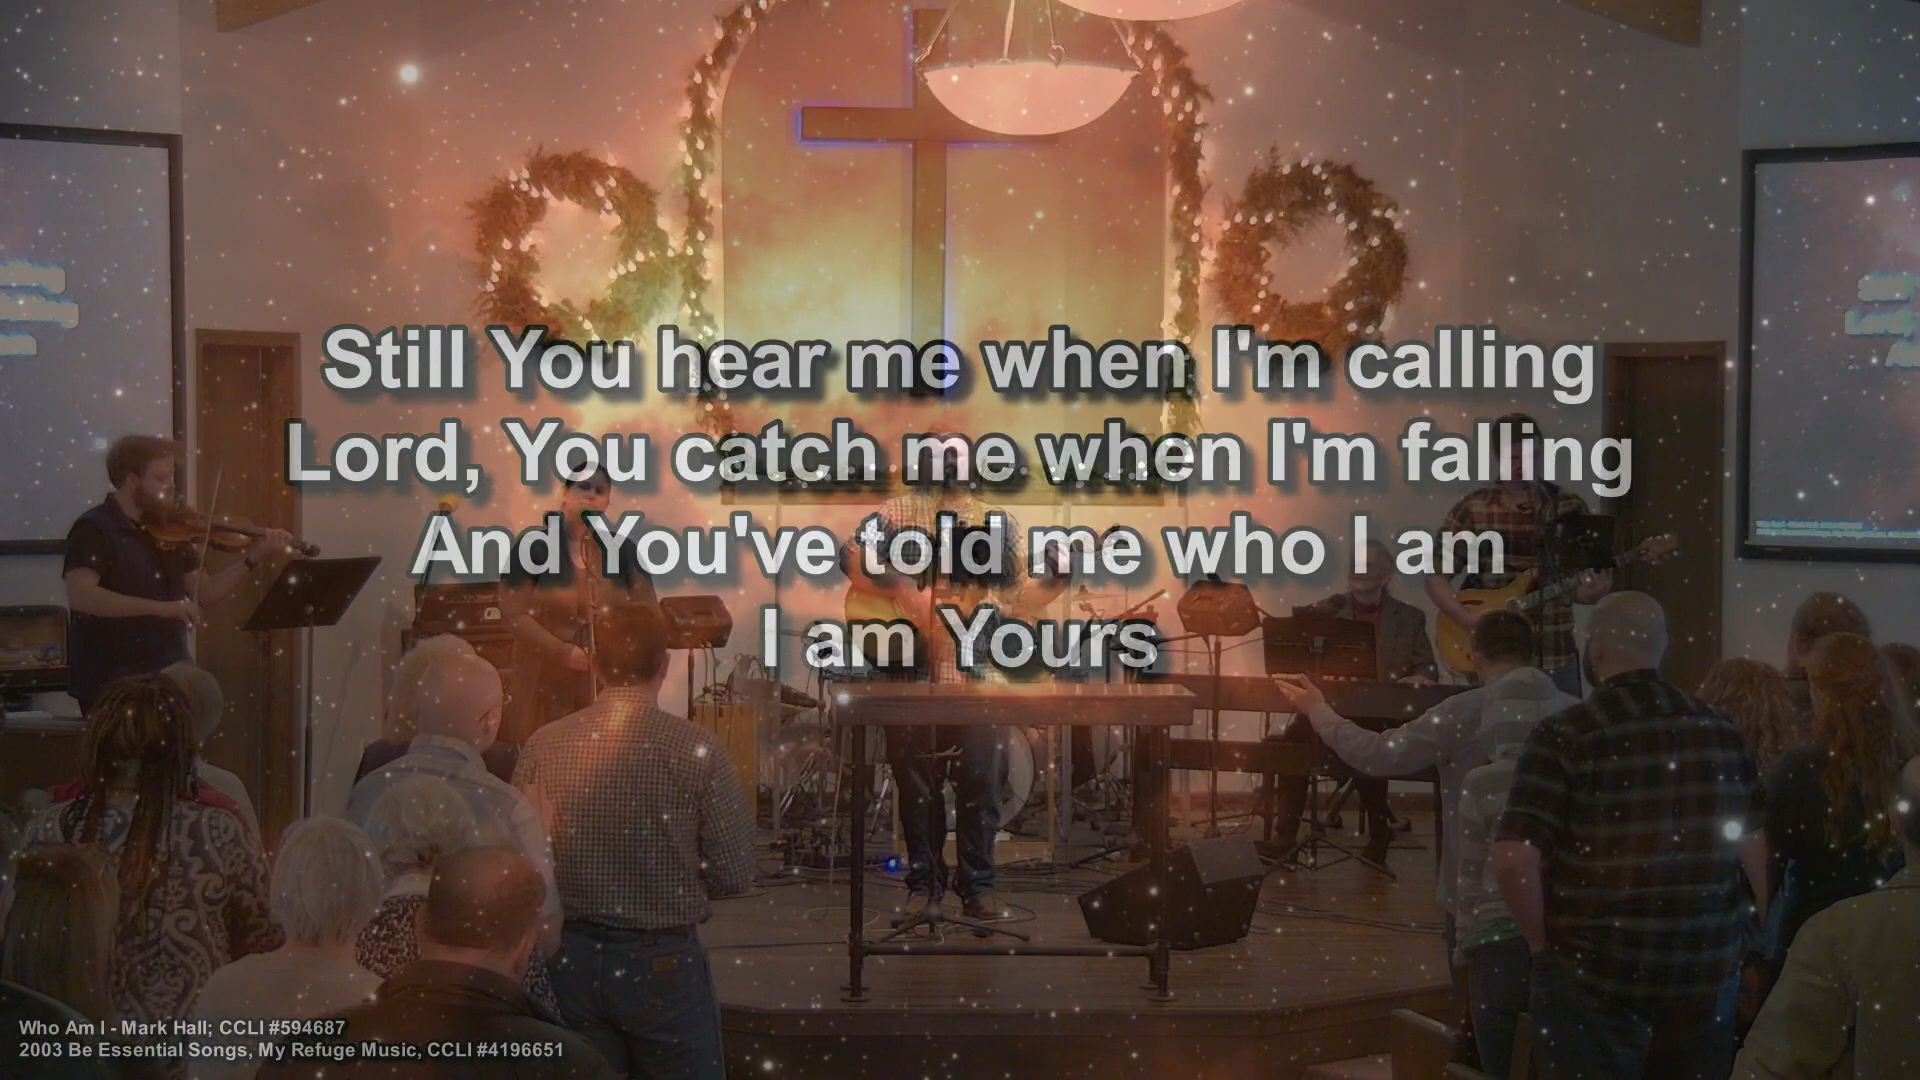 Still You hear me when I'm calling
Lord, You catch me when I'm falling
And You've told me who I am
I am Yours
Who Am I - Mark Hall; CCLI #594687
2003 Be Essential Songs, My Refuge Music, CCLI #4196651